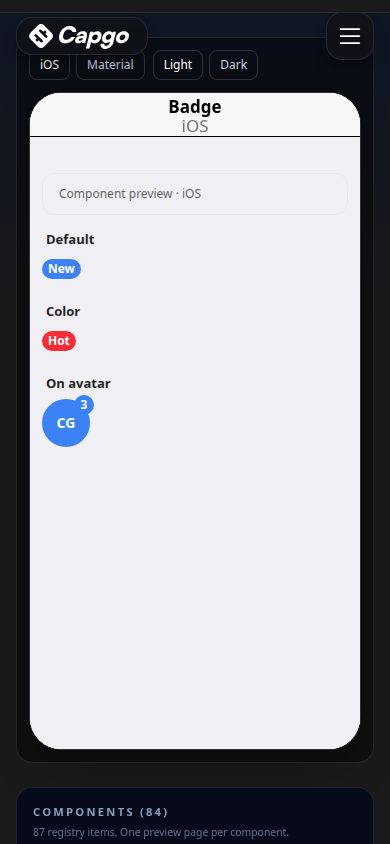 Capgo
iOS Material Light Dark
Badge
iOS
Component preview · iOS
Default
New
Color
Hot
On avatar
3
CG
COMPONENTS (84)
87 registry items. One preview page per component.